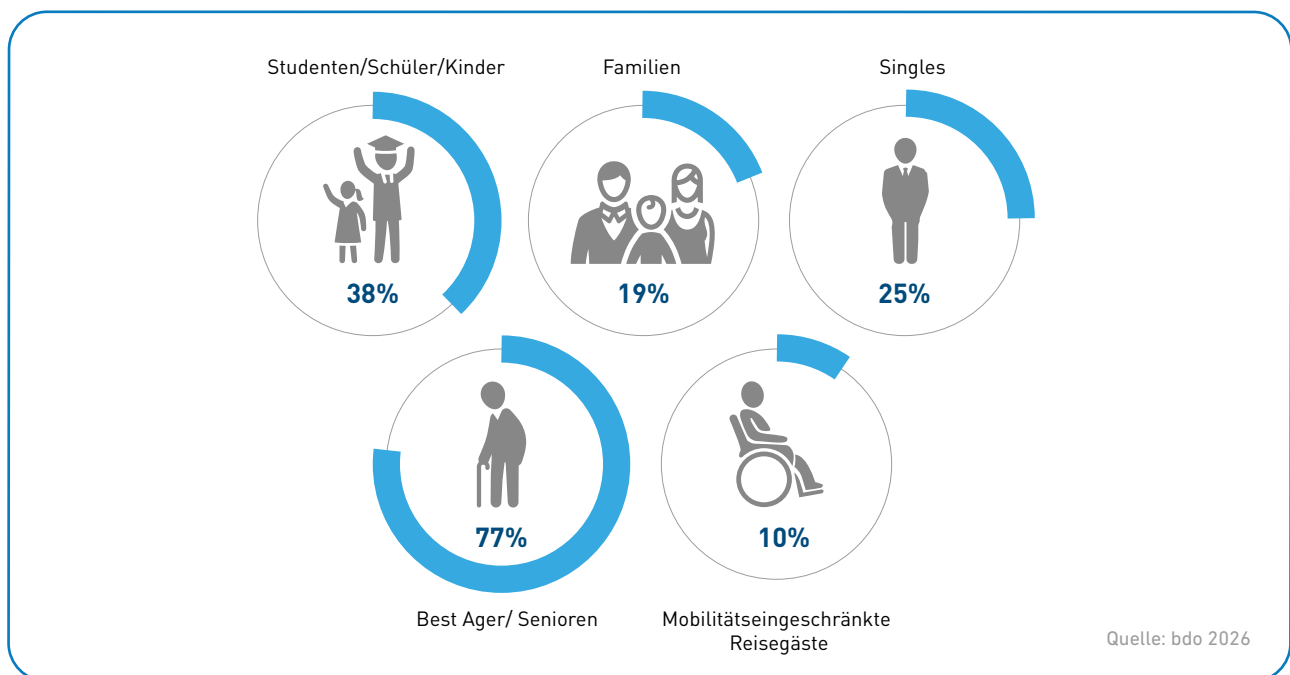 Studenten/Schüler/Kinder
Familien
Singles
38%
19%
25%
77%
10%
Best Ager/ Senioren
Mobilitätseingeschränkte
Reisegäste
Quelle: bdo 2026